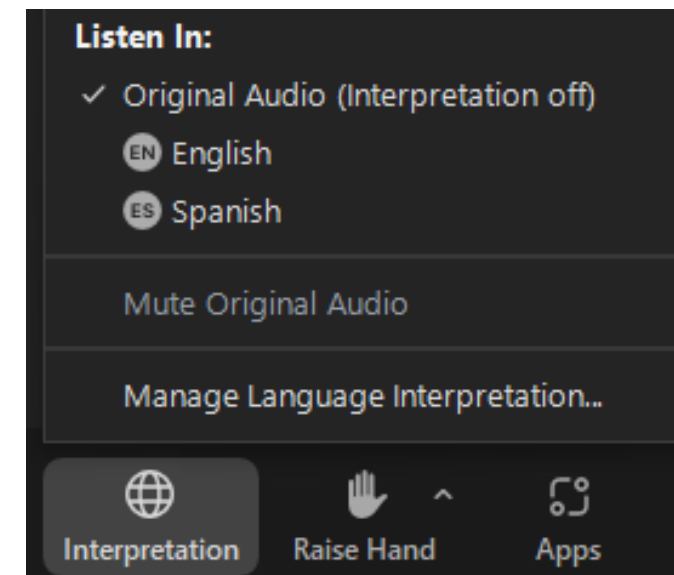 Listen In:
Original Audio (Interpretation off)
EN English
ES Spanish
Mute Original Audio
Manage Language Interpretation...
Interpretation Raise Hand Apps